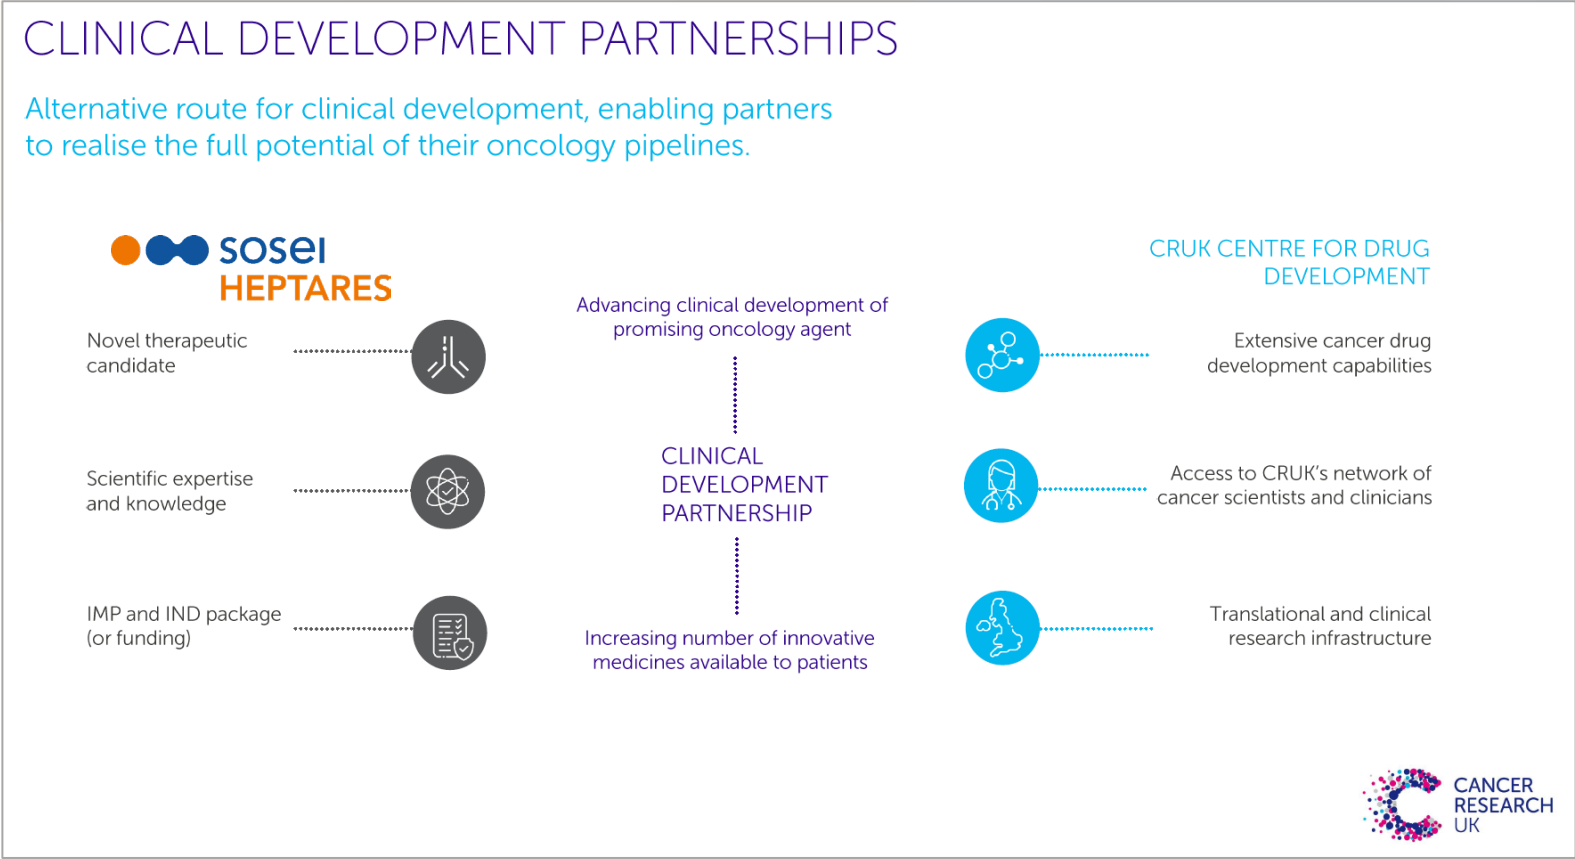 CLINICAL DEVELOPMENT PARTNERSHIPS
Alternative route for clinical development, enabling partners
to realise the full potential of their oncology pipelines.
sosei
HEPTARES
Novel therapeutic
candidate
Scientific expertise
and knowledge
IMP and IND package
(or funding)
Advancing clinical development of
promising oncology agent
CLINICAL
DEVELOPMENT
PARTNERSHIP
Increasing number of innovative
medicines available to patients
CRUK CENTRE FOR DRUG
DEVELOPMENT
Extensive cancer drug
development capabilities
Access to CRUK’s network of
cancer scientists and clinicians
Translational and clinical
research infrastructure
CANCER
RESEARCH
UK